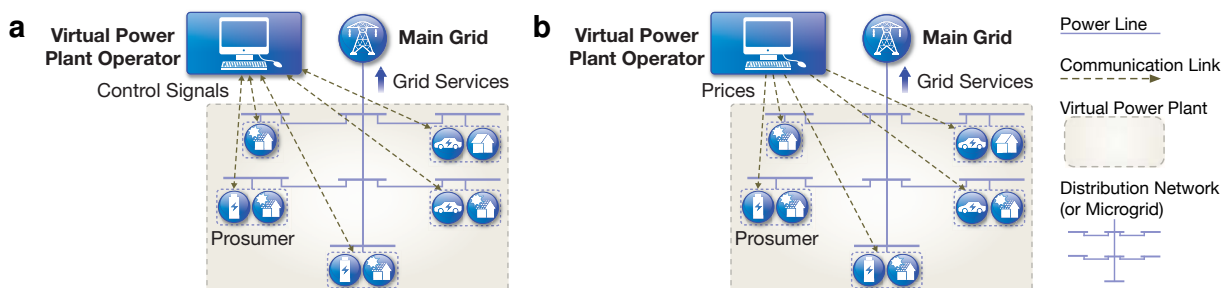 a
Virtual Power
Plant Operator
Main Grid
Control Signals
Grid Services
Prosumer
b
Virtual Power
Plant Operator
Main Grid
Prices
Grid Services
Prosumer
Power Line
Communication Link
Virtual Power Plant
Distribution Network
(or Microgrid)